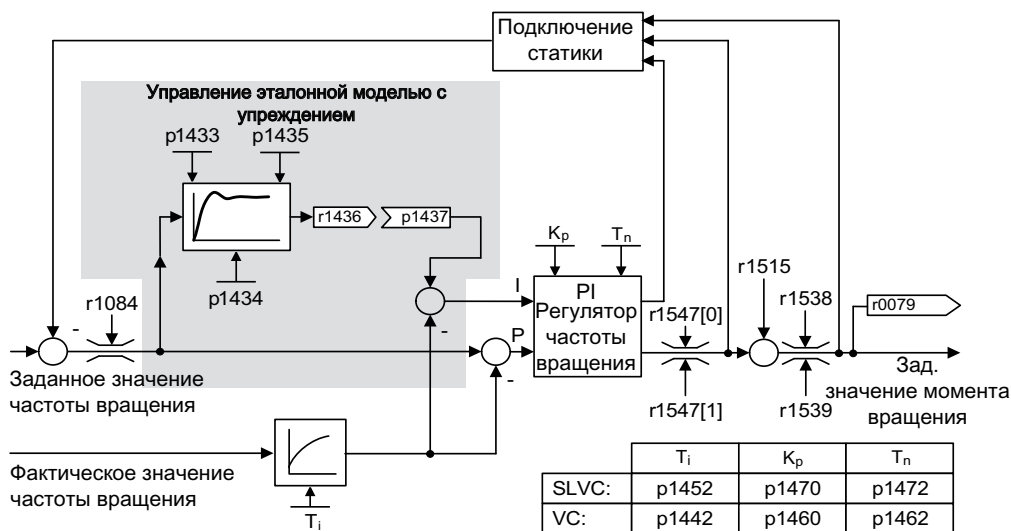 Подключение
статики
Управление эталонной моделью с
упреждением
p1433
p1435
r1436
p1437
p1434
Kp
Tn
r1084
-
I
P
-
-
PI
Регулятор
частоты
вращения
r1547[0]
r1547[1]
r1515
r1538
r1539
r0079
Заданное значение
частоты вращения
Зад.
значение момента
вращения
Фактическое значение
частоты вращения
Ti
Ti Kp Tn
SLVC: p1452 p1470 p1472
VC: p1442 p1460 p1462